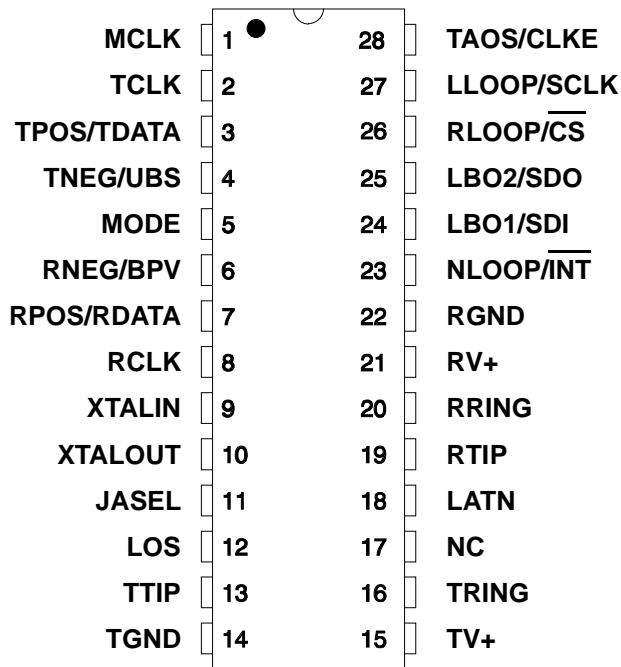 MCLK 1 28 TAOS/CLKE
TCLK 2 27 LLOOP/SCLK
TPOS/TDATA 3 26 RLOOP/C̅S̅
TNEG/UBS 4 25 LBO2/SDO
MODE 5 24 LBO1/SDI
RNEG/BPV 6 23 NLOOP/I̅N̅T̅
RPOS/RDATA 7 22 RGND
RCLK 8 21 RV+
XTALIN 9 20 RRING
XTALOUT 10 19 RTIP
JASEL 11 18 LATN
LOS 12 17 NC
TTIP 13 16 TRING
TGND 14 15 TV+